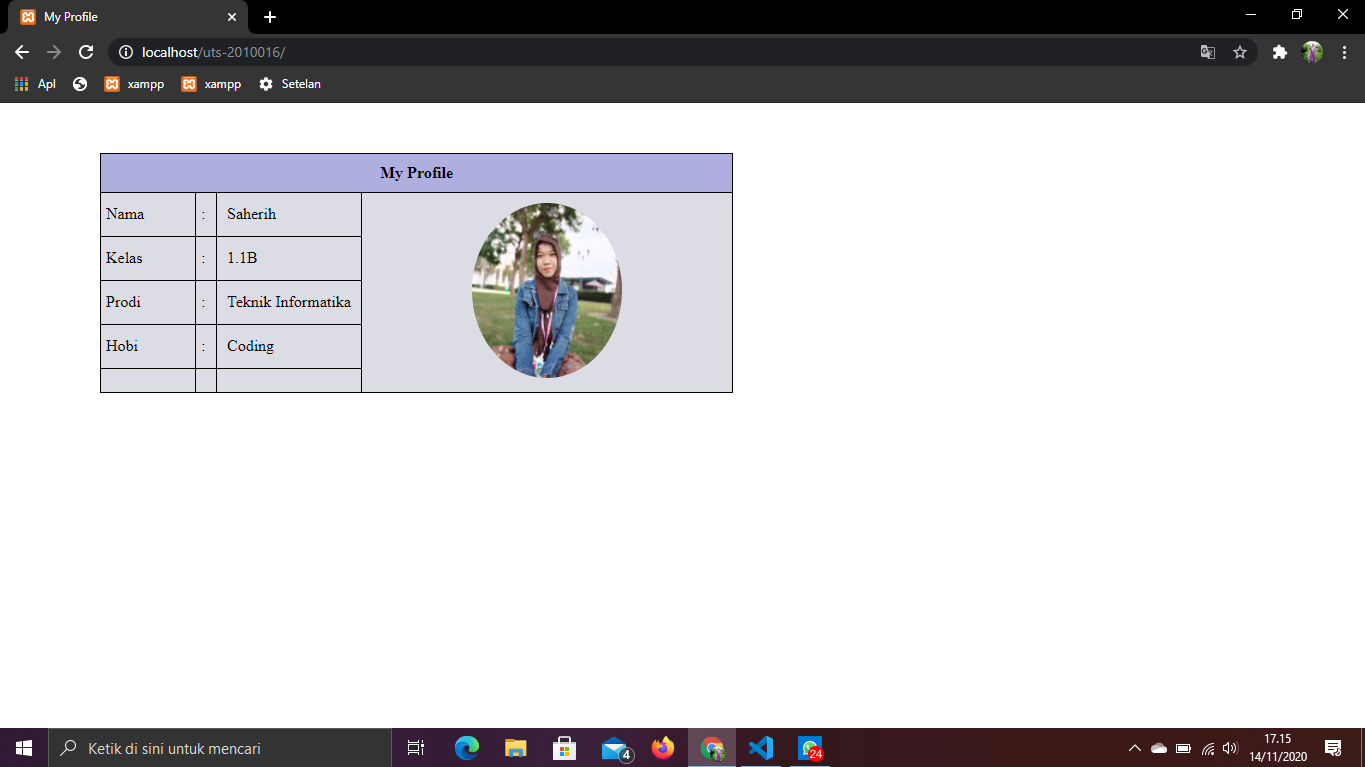 My Profile
localhost/uts-2010016/
Apl xampp xampp Setelan
My Profile
Nama : Saherih
Kelas : 1.1B
Prodi : Teknik Informatika
Hobi : Coding
Ketik di sini untuk mencari
4
24
17.15
14/11/2020